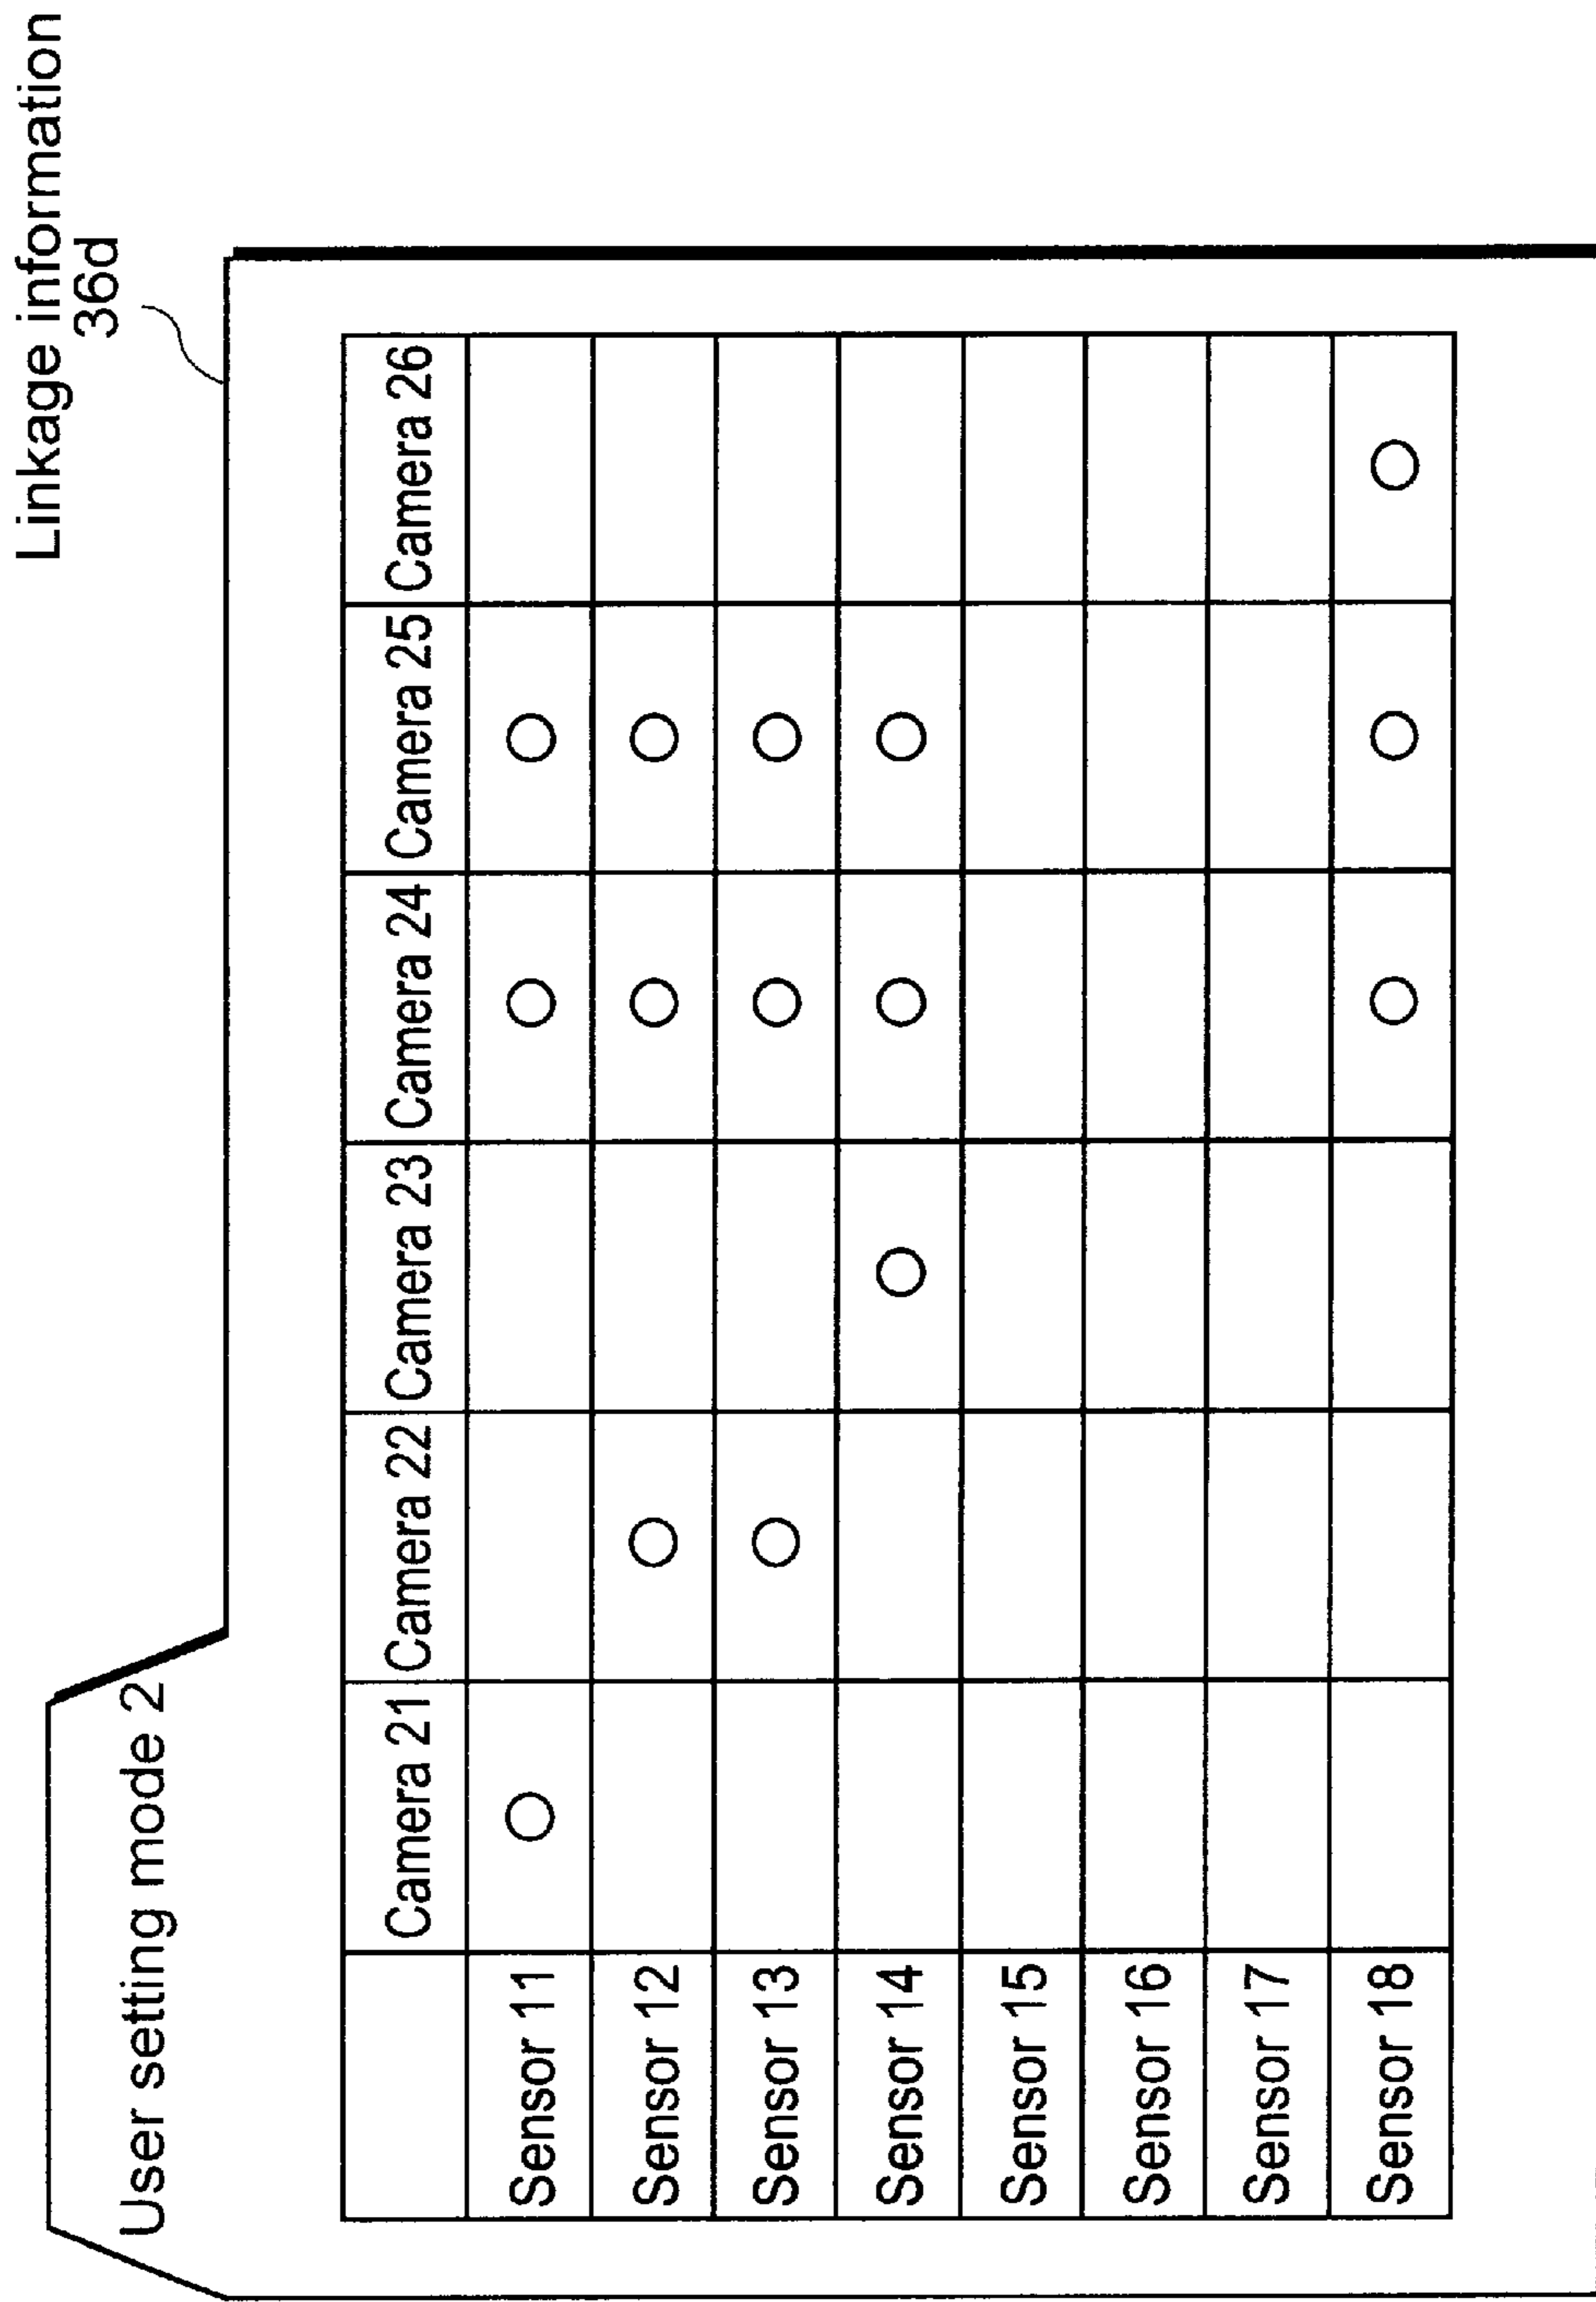 Linkage information
36d
User setting mode 2
Camera 21 Camera 22 Camera 23 Camera 24 Camera 25 Camera 26
Sensor 11 ○ ○ ○
Sensor 12 ○ ○ ○
Sensor 13 ○ ○ ○
Sensor 14 ○ ○ ○
Sensor 15
Sensor 16
Sensor 17
Sensor 18 ○ ○ ○